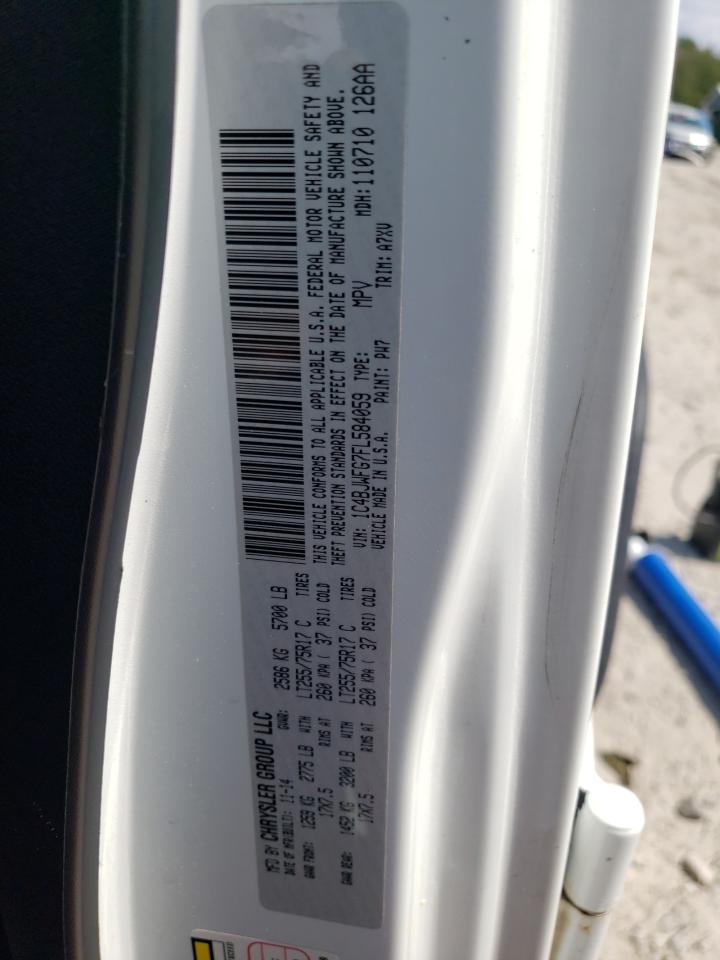 MFD BY CHRYSLER GROUP LLC
DATE OF MFR(BUILT): 11-14 GVWR: 2586 KG 5700 LB
GAWR FRONT: 1259 KG 2775 LB WITH LT255/75R17 C TIRES
17X7.5 RIMS AT 260 KPA ( 37 PSI) COLD
GAWR REAR: 1452 KG 3200 LB WITH LT255/75R17 C TIRES
17X7.5 RIMS AT 260 KPA ( 37 PSI) COLD
THIS VEHICLE CONFORMS TO ALL APPLICABLE U.S.A. FEDERAL MOTOR VEHICLE SAFETY AND
THEFT PREVENTION STANDARDS IN EFFECT ON THE DATE OF MANUFACTURE SHOWN ABOVE.
VIN: 1C4BJWFG7FL584059 TYPE: MPV MDH: 110710 126AA
VEHICLE MADE IN U.S.A. PAINT: PW7 TRIM: A7XV